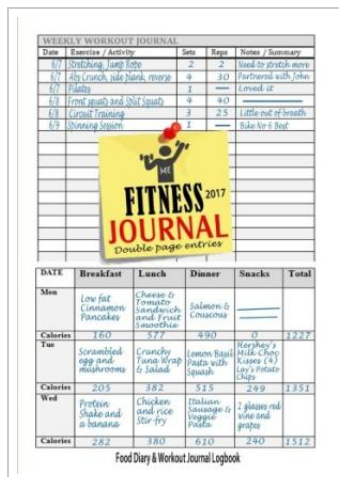 WEEKLY WORKOUT JOURNAL
Date Exercise / Activity Sets Reps Notes / Summary
6/7 Stretching, Jump Rope 2 2 Need to stretch more
6/7 Abs Crunch, side plank, reverse 4 30 Partnered with John
6/7 Pilates 1 — Loved it
6/8 Front squats and Split Squats 4 40
6/8 Circuit Training 3 25 Little out of breath
6/9 Spinning Session 1 — Bike No 6 Best
ME
FITNESS 2017
JOURNAL
Double page entries
DATE Breakfast Lunch Dinner Snacks Total
Mon
Low fat Cinnamon Pancakes
Cheese & Tomato Sandwich and Fruit Smoothie
Salmon & Couscous
Calories 160 577 490 0 1227
Tue
Scrambled egg and mushrooms
Crunchy Tuna Wrap & Salad
Lemon Basil Pasta with Squash
Hershey's Milk Choc Kisses (4) Lay's Potato Chips
Calories 205 382 515 249 1351
Wed
Protein Shake and a banana
Chicken and rice Stir-fry
Italian Sausage & Veggie Pasta
2 glasses red wine and grapes
Calories 282 380 610 240 1512
Food Diary & Workout Journal Logbook